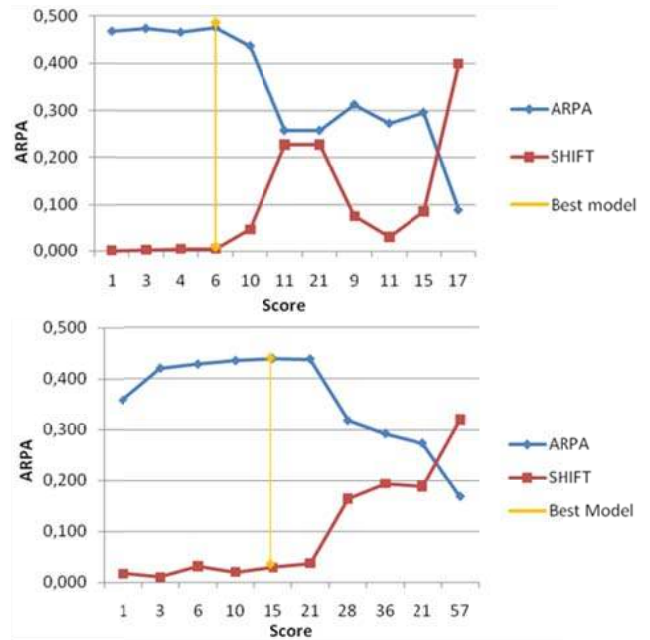 0,500
0,400
0,300
0,200
0,100
0,000
ARPA
1 3 4 6 10 11 21 9 11 15 17
Score
ARPA
SHIFT
Best model
0,500
0,400
0,300
0,200
0,100
0,000
ARPA
1 3 6 10 15 21 28 36 21 57
Score
ARPA
SHIFT
Best Model